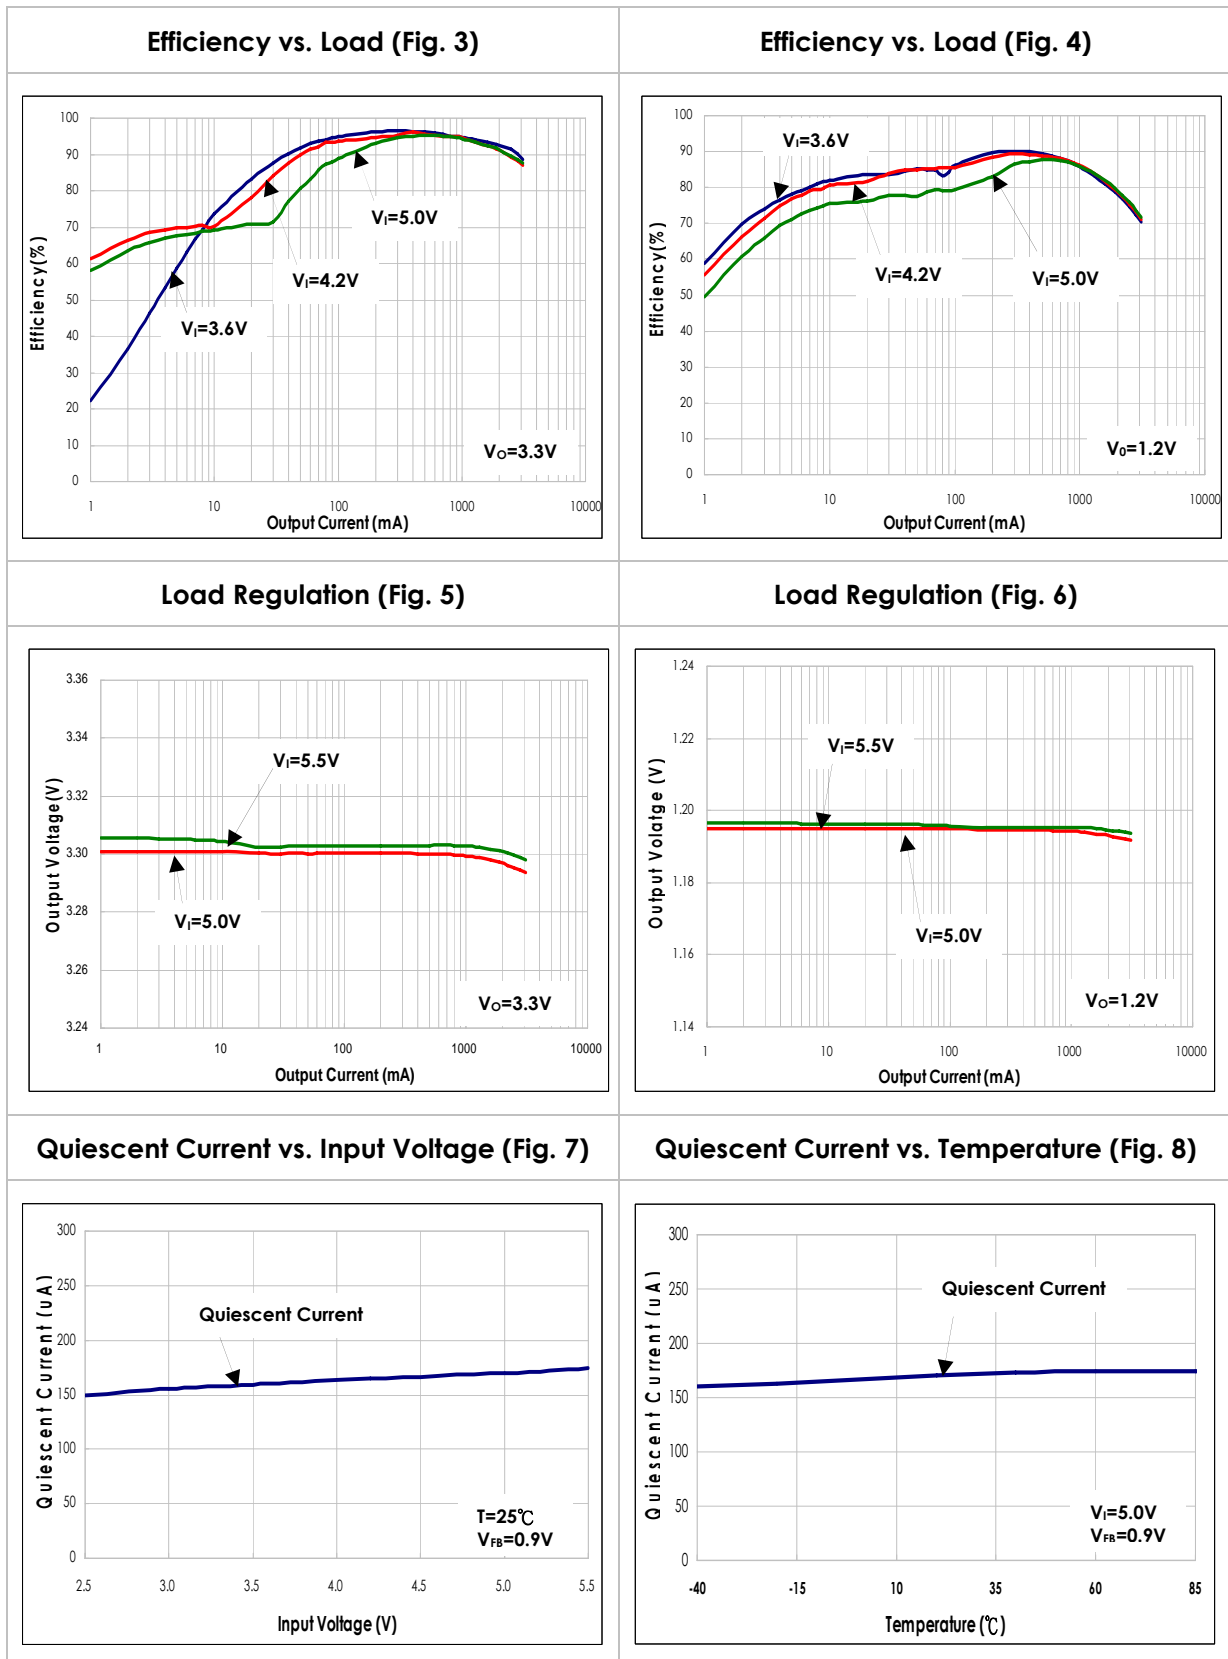 Efficiency vs. Load (Fig. 3)
Efficiency vs. Load (Fig. 4)
100
90
80
70
60
50
40
30
20
10
0
Efficiency(%)
VI=5.0V
VI=4.2V
VI=3.6V
VO=3.3V
1
10
100
1000
10000
Output Current (mA)
100
90
80
70
60
50
40
30
20
10
0
Efficiency(%)
VI=3.6V
VI=4.2V
VI=5.0V
V0=1.2V
1
10
100
1000
10000
Output Current (mA)
Load Regulation (Fig. 5)
Load Regulation (Fig. 6)
3.36
3.34
3.32
3.30
3.28
3.26
3.24
Output Voltage(V)
VI=5.5V
VI=5.0V
VO=3.3V
1
10
100
1000
10000
Output Current (mA)
1.24
1.22
1.20
1.18
1.16
1.14
Output Volatge (V)
VI=5.5V
VI=5.0V
VO=1.2V
1
10
100
1000
10000
Output Current (mA)
Quiescent Current vs. Input Voltage (Fig. 7)
Quiescent Current vs. Temperature (Fig. 8)
300
250
200
150
100
50
0
Quiescent Current (uA)
Quiescent Current
T=25℃
VFB=0.9V
2.5
3.0
3.5
4.0
4.5
5.0
5.5
Input Voltage (V)
300
250
200
150
100
50
0
Quiescent Current (uA)
Quiescent Current
VI=5.0V
VFB=0.9V
-40
-15
10
35
60
85
Temperature (℃)